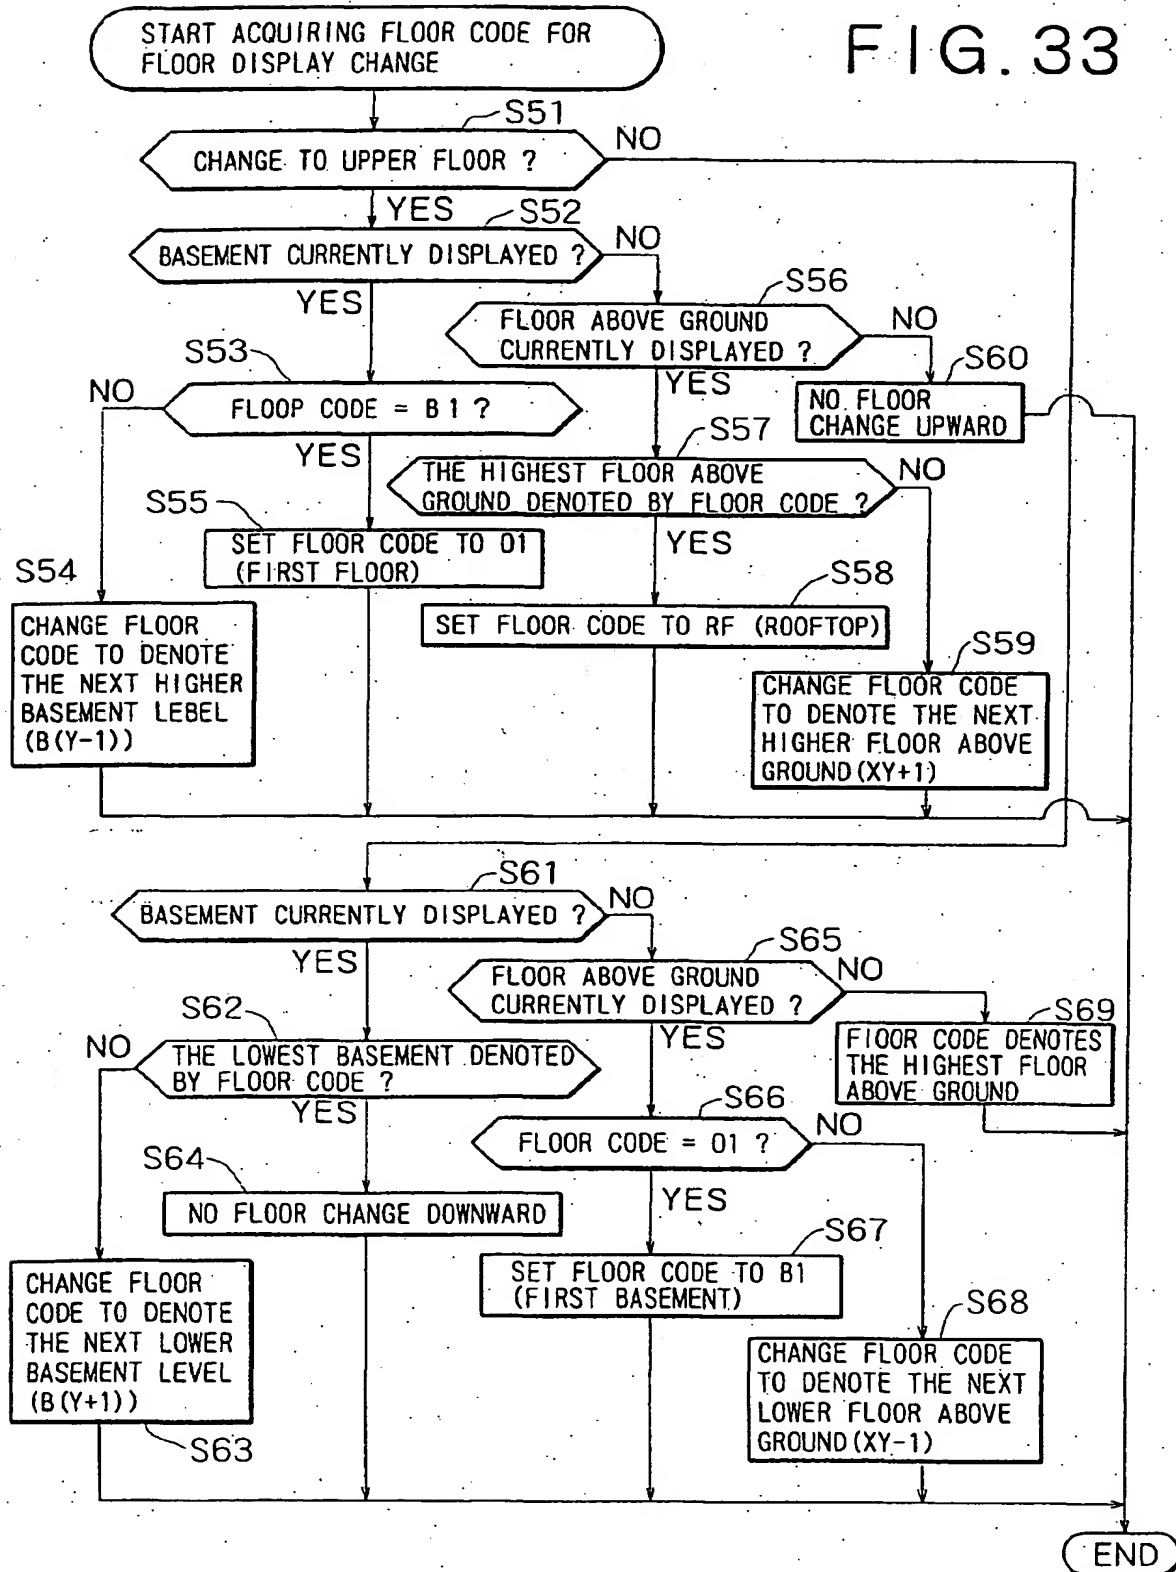 FIG. 33
START ACQUIRING FLOOR CODE FOR
FLOOR DISPLAY CHANGE
S51
CHANGE TO UPPER FLOOR ?
NO
YES
S52
BASEMENT CURRENTLY DISPLAYED ?
NO
YES
S56
FLOOR ABOVE GROUND
CURRENTLY DISPLAYED ?
NO
YES
S60
NO FLOOR
CHANGE UPWARD
S53
FLOOP CODE = B1 ?
NO
YES
S57
THE HIGHEST FLOOR ABOVE
GROUND DENOTED BY FLOOR CODE ?
NO
YES
S55
SET FLOOR CODE TO 01
(FIRST FLOOR)
S54
CHANGE FLOOR
CODE TO DENOTE
THE NEXT HIGHER
BASEMENT LEBEL
(B(Y-1))
S58
SET FLOOR CODE TO RF (ROOFTOP)
S59
CHANGE FLOOR CODE
TO DENOTE THE NEXT
HIGHER FLOOR ABOVE
GROUND(XY+1)
S61
BASEMENT CURRENTLY DISPLAYED ?
NO
YES
S65
FLOOR ABOVE GROUND
CURRENTLY DISPLAYED ?
NO
YES
S69
FIOOR CODE DENOTES
THE HIGHEST FLOOR
ABOVE GROUND
S62
THE LOWEST BASEMENT DENOTED
BY FLOOR CODE ?
NO
YES
S66
FLOOR CODE = 01 ?
NO
YES
S64
NO FLOOR CHANGE DOWNWARD
S67
SET FLOOR CODE TO B1
(FIRST BASEMENT)
CHANGE FLOOR
CODE TO DENOTE
THE NEXT LOWER
BASEMENT LEVEL
(B(Y+1))
S63
S68
CHANGE FLOOR CODE
TO DENOTE THE NEXT
LOWER FLOOR ABOVE
GROUND(XY-1)
END